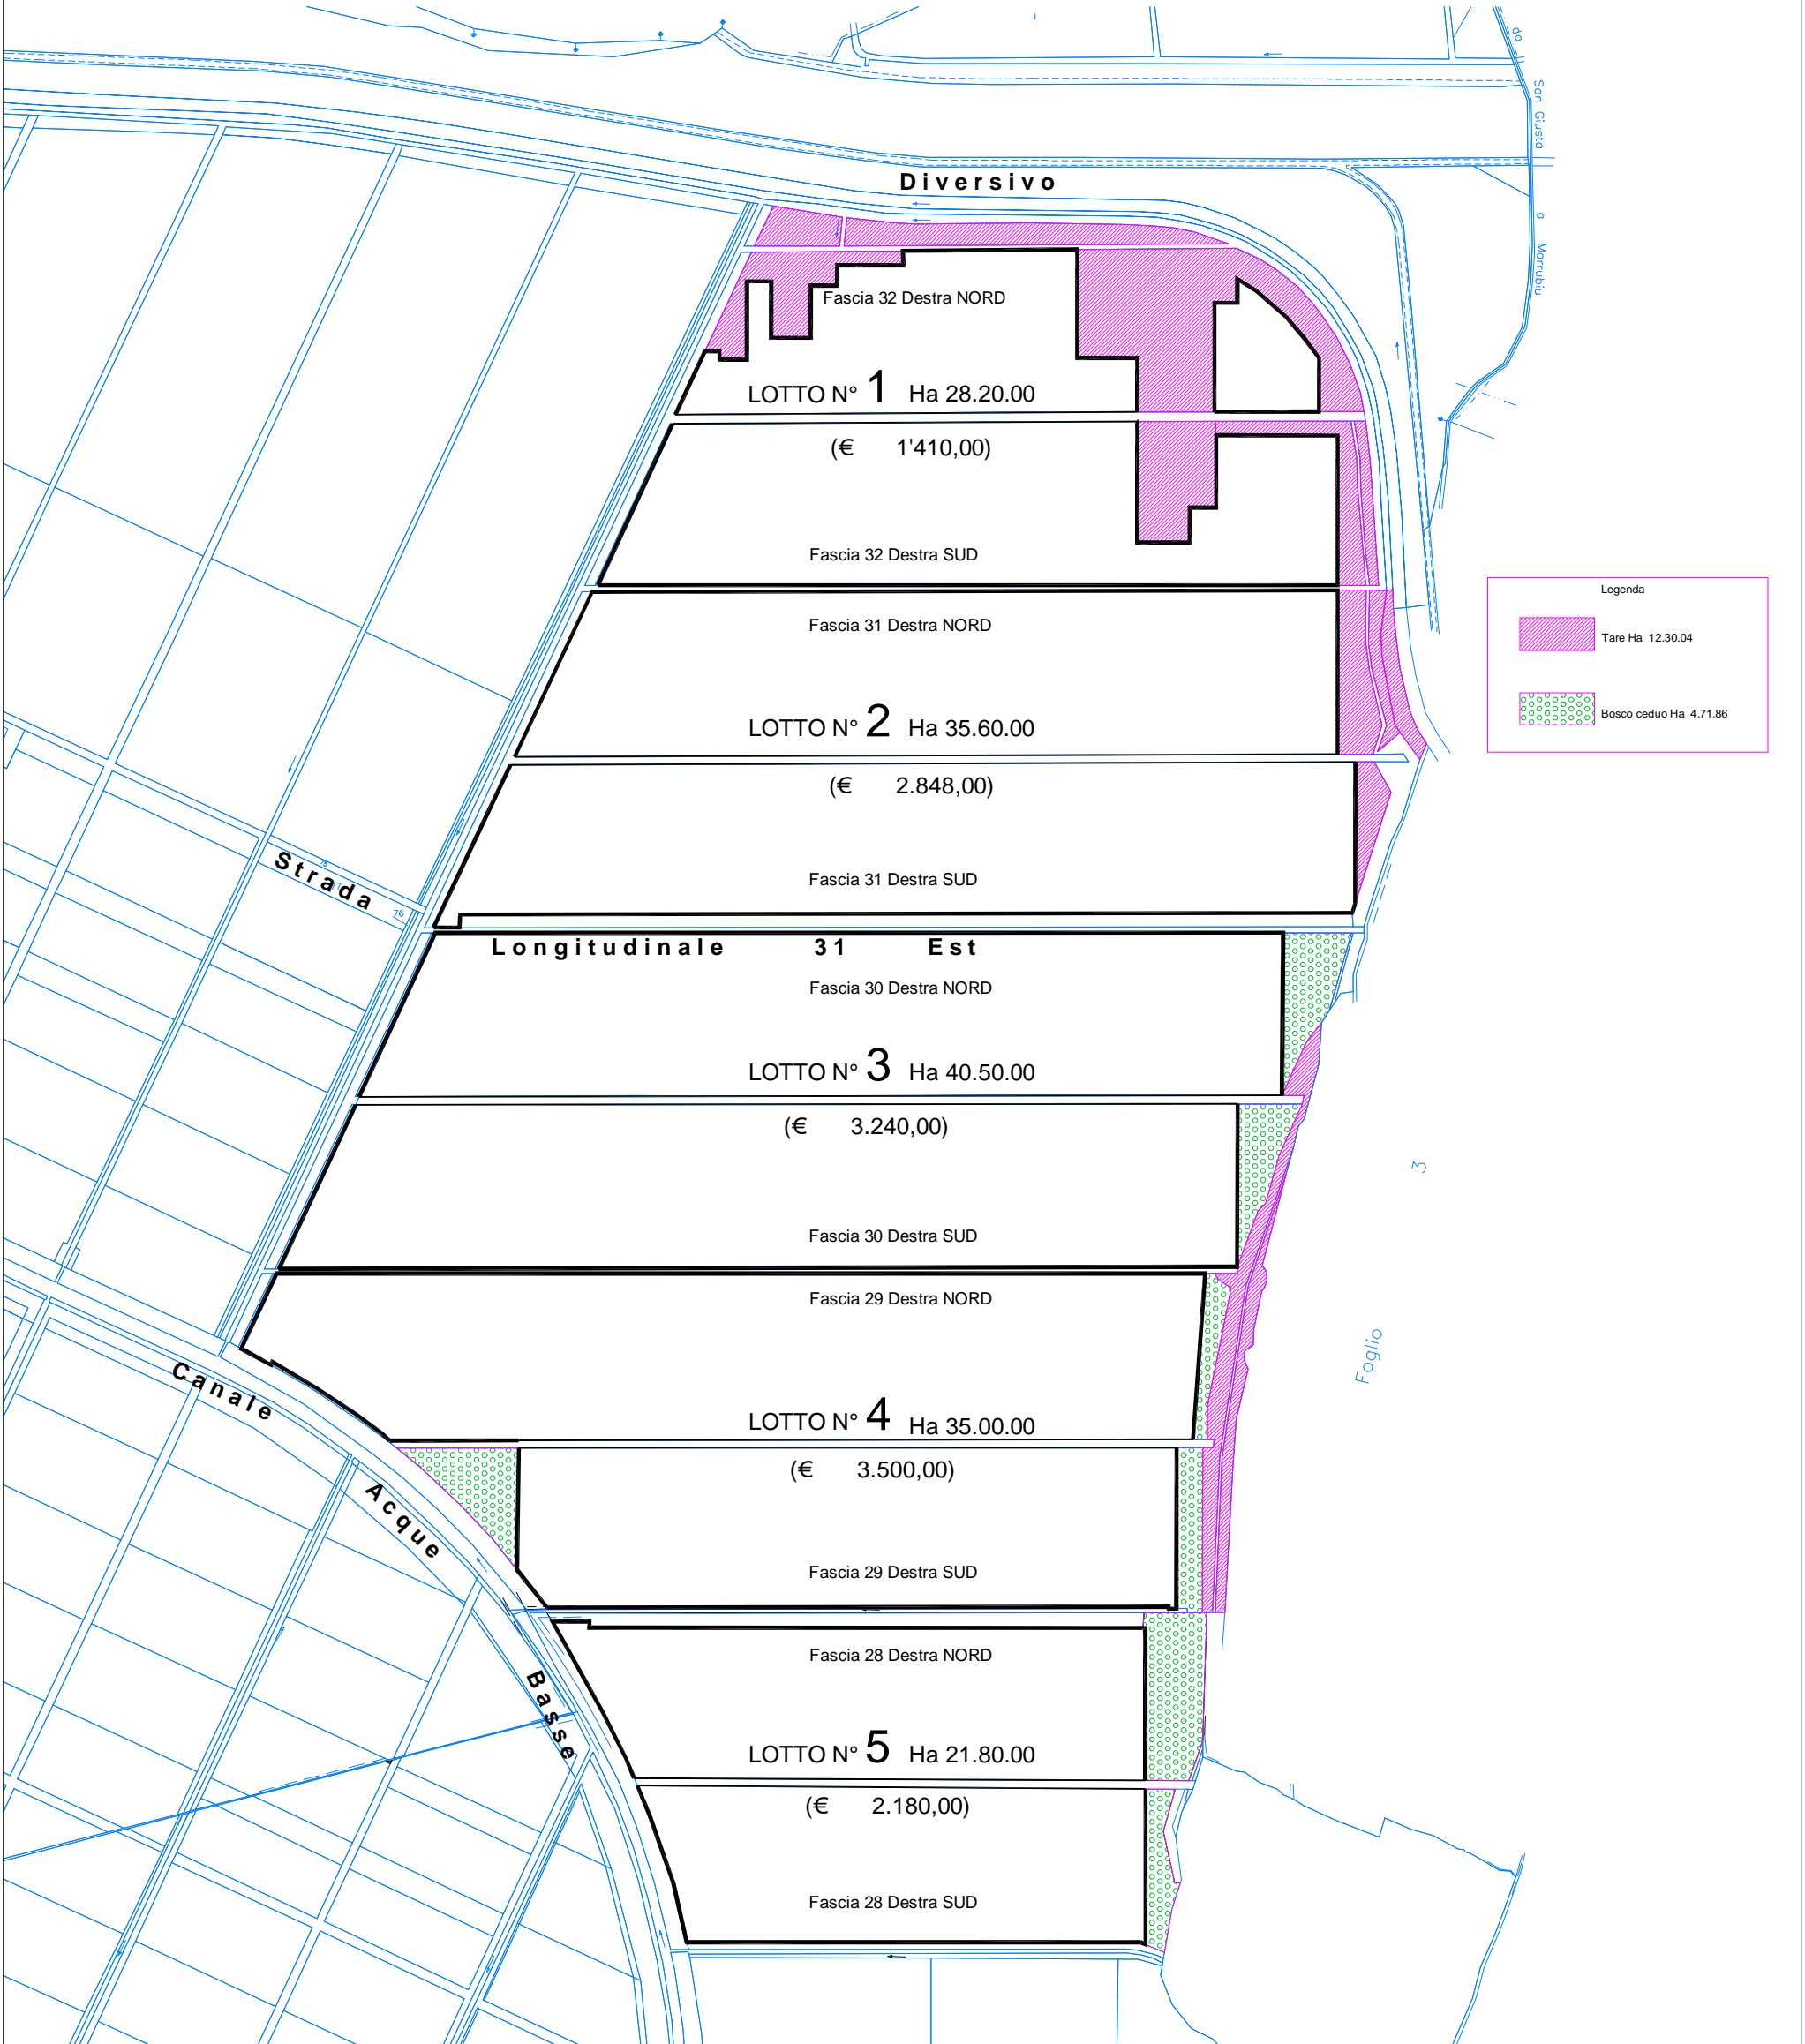 1
da
San Giusta
a
Marrubiu
Diversivo
Fascia 32 Destra NORD
LOTTO N° 1 Ha 28.20.00
(€ 1'410,00)
Fascia 32 Destra SUD
Legenda
Tare Ha 12.30.04
Bosco ceduo Ha 4.71.86
Fascia 31 Destra NORD
LOTTO N° 2 Ha 35.60.00
(€ 2.848,00)
Fascia 31 Destra SUD
Strada
76
Longitudinale 31 Est
Fascia 30 Destra NORD
LOTTO N° 3 Ha 40.50.00
(€ 3.240,00)
Fascia 30 Destra SUD
Foglio 3
Fascia 29 Destra NORD
LOTTO N° 4 Ha 35.00.00
(€ 3.500,00)
Fascia 29 Destra SUD
Canale Acque Basse
Fascia 28 Destra NORD
LOTTO N° 5 Ha 21.80.00
(€ 2.180,00)
Fascia 28 Destra SUD